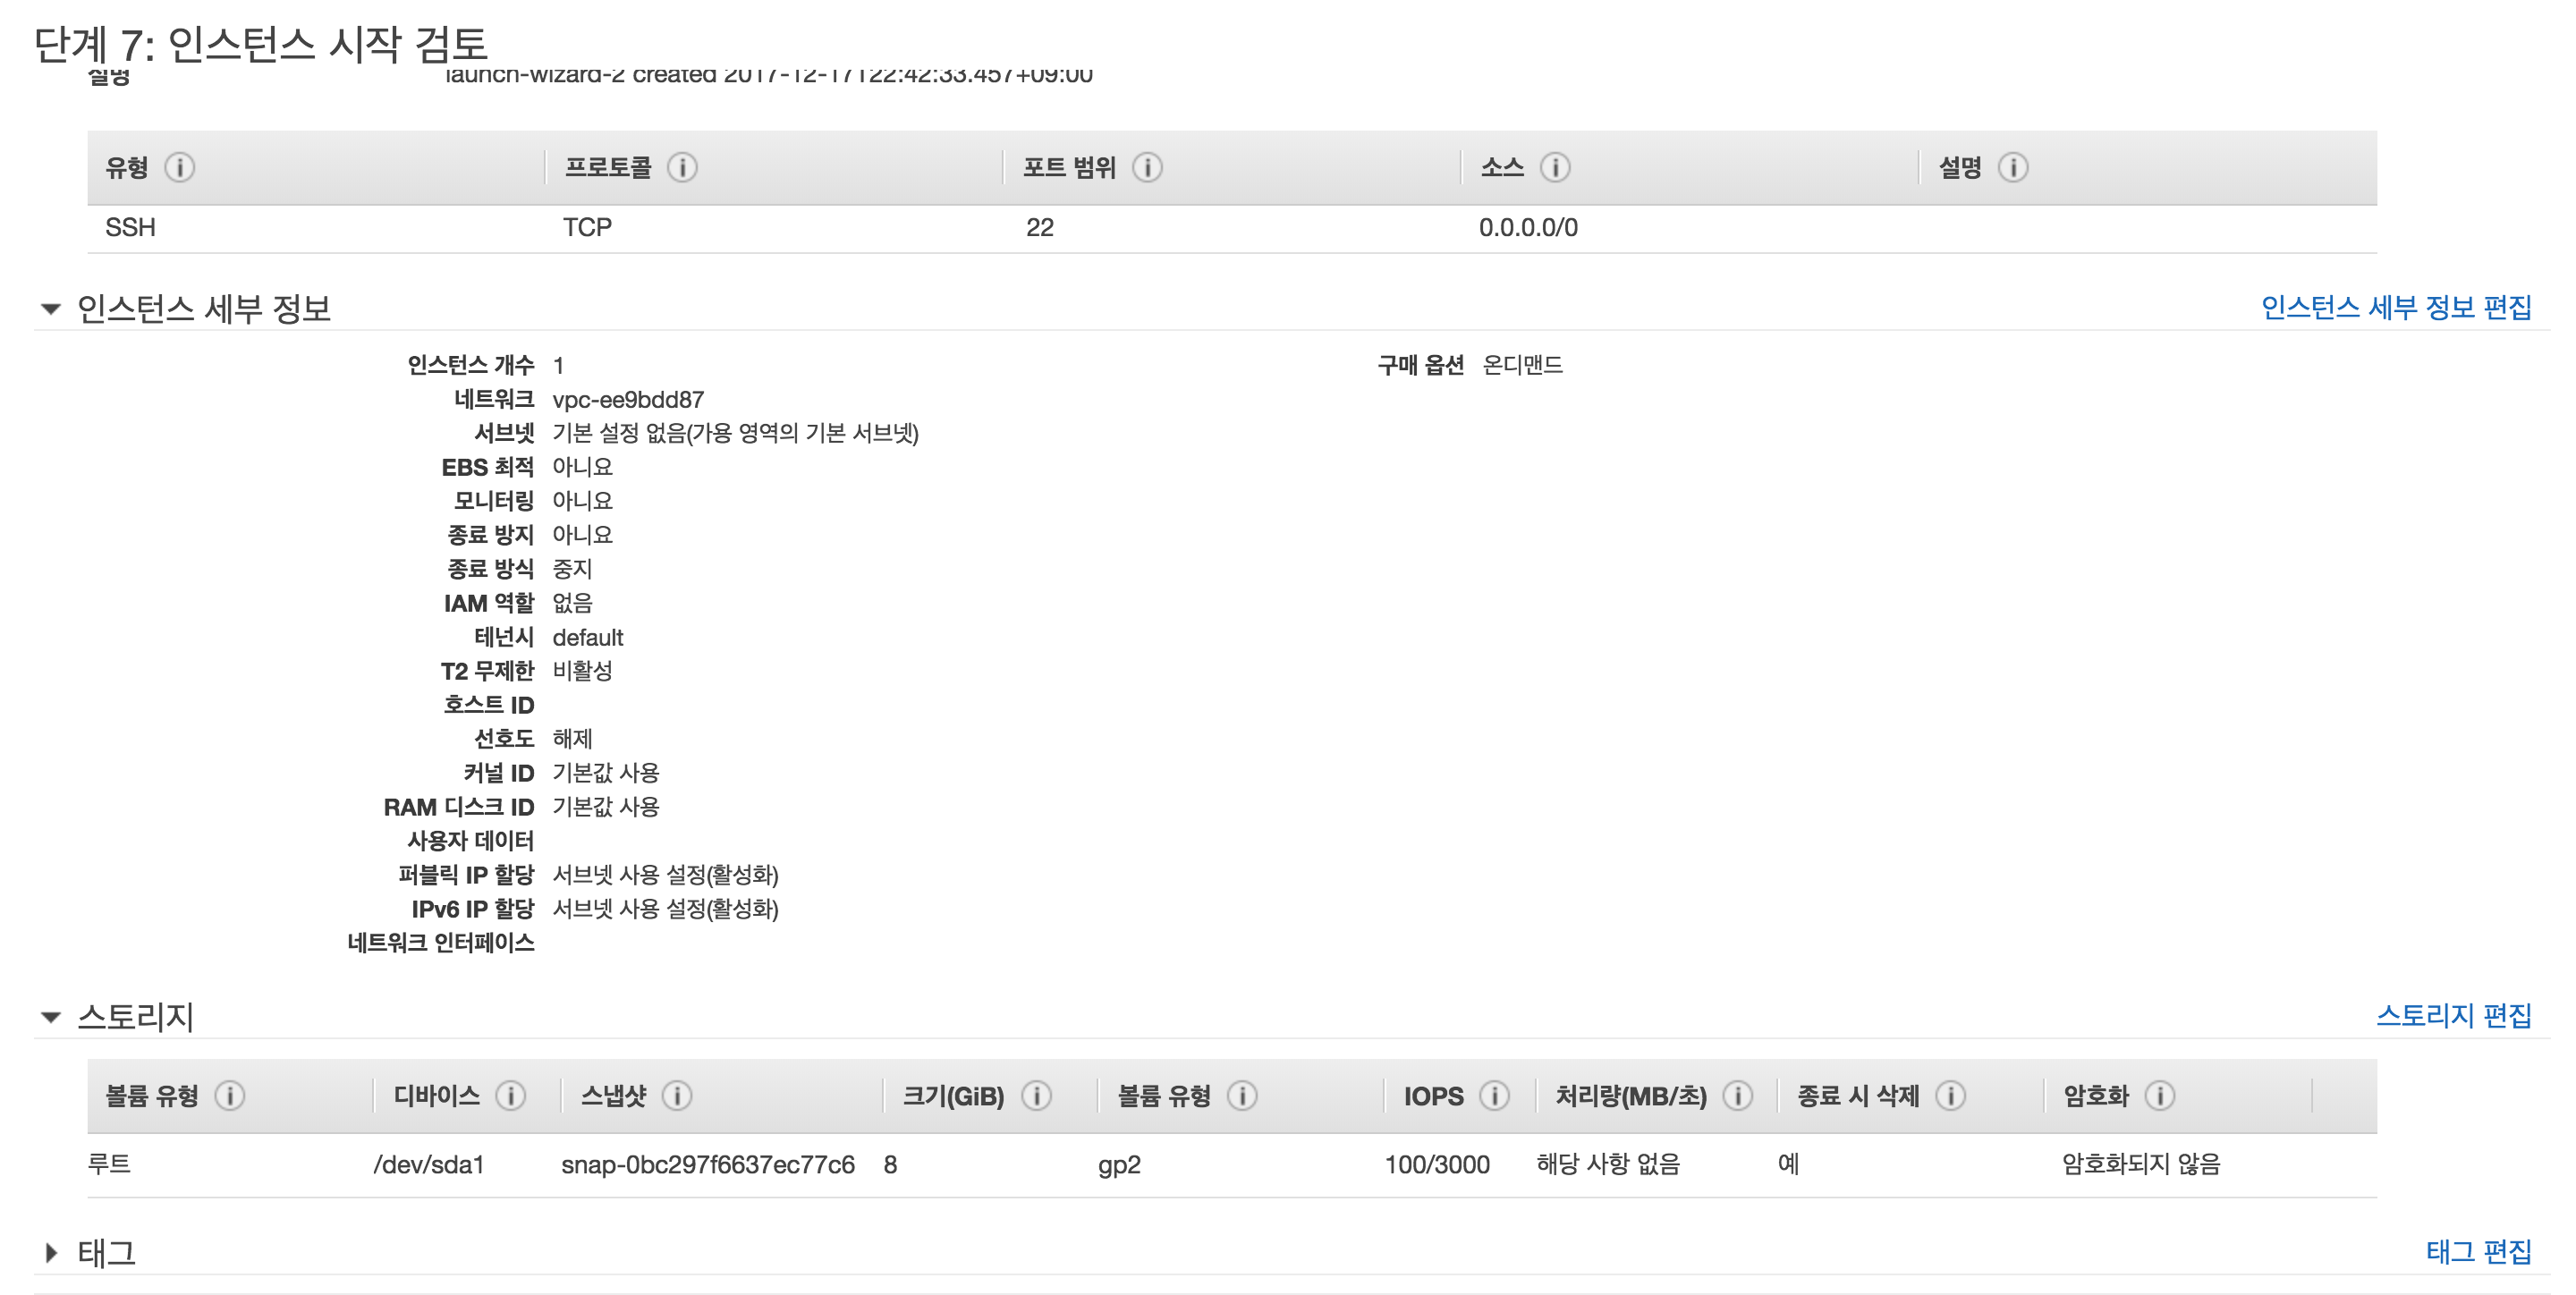 단계 7: 인스턴스 시작 검토
설명 launch-wizard-2 created 2017-12-17T22:42:33.457+09:00
유형 프로토콜 포트 범위 소스 설명
SSH TCP 22 0.0.0.0/0
인스턴스 세부 정보 인스턴스 세부 정보 편집
인스턴스 개수 1 구매 옵션 온디맨드
네트워크 vpc-ee9bdd87
서브넷 기본 설정 없음(가용 영역의 기본 서브넷)
EBS 최적 아니요
모니터링 아니요
종료 방지 아니요
종료 방식 중지
IAM 역할 없음
테넌시 default
T2 무제한 비활성
호스트 ID
선호도 해제
커널 ID 기본값 사용
RAM 디스크 ID 기본값 사용
사용자 데이터
퍼블릭 IP 할당 서브넷 사용 설정(활성화)
IPv6 IP 할당 서브넷 사용 설정(활성화)
네트워크 인터페이스
스토리지 스토리지 편집
볼륨 유형 디바이스 스냅샷 크기(GiB) 볼륨 유형 IOPS 처리량(MB/초) 종료 시 삭제 암호화
루트 /dev/sda1 snap-0bc297f6637ec77c6 8 gp2 100/3000 해당 사항 없음 예 암호화되지 않음
태그 태그 편집